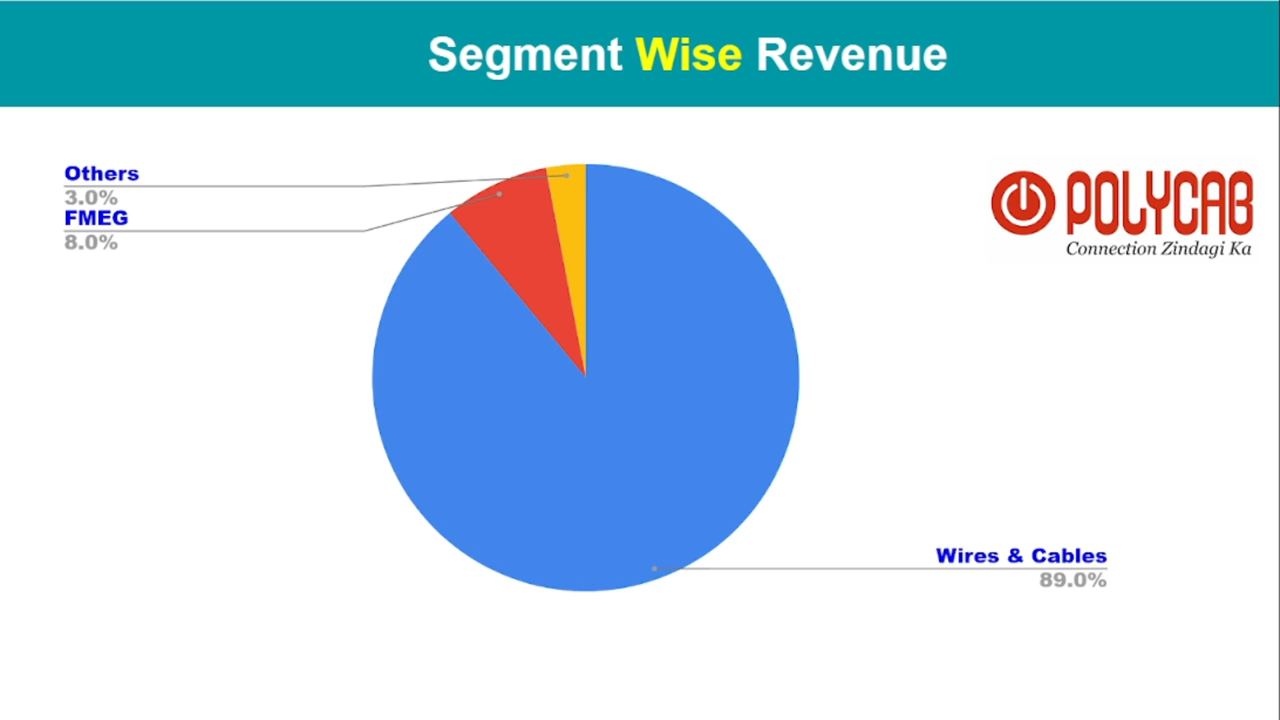 Segment Wise Revenue
Others
3.0%
FMEG
8.0%
POLYCAB
Connection Zindagi Ka
Wires & Cables
89.0%